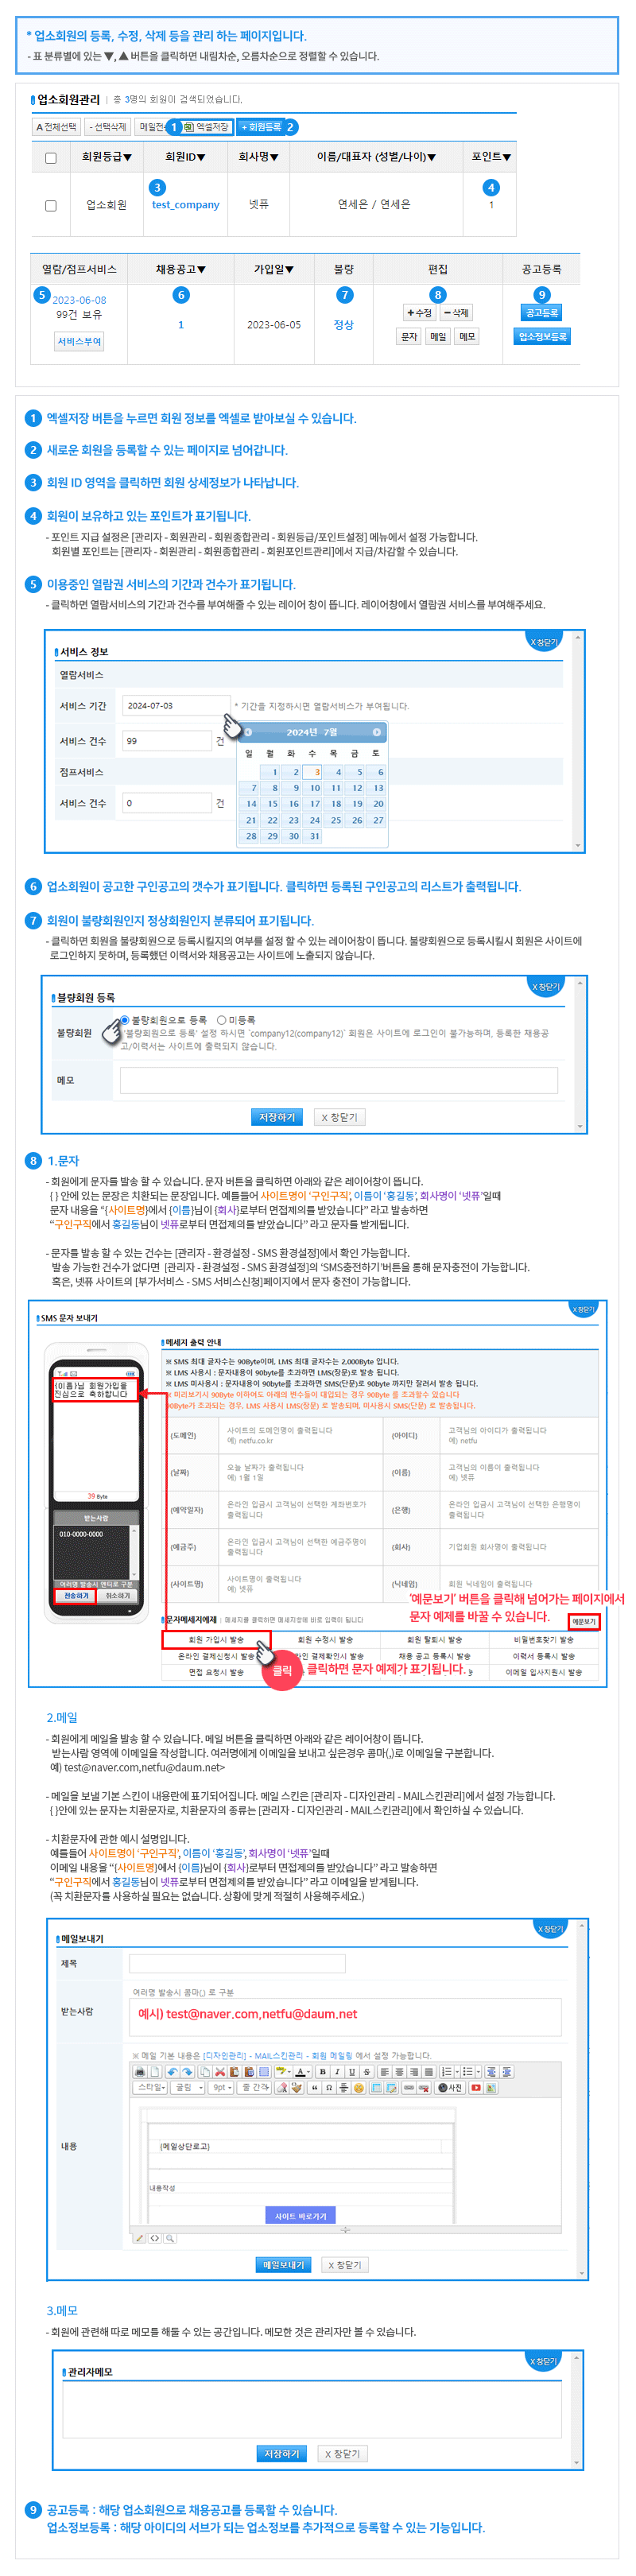 * 업소회원의 등록, 수정, 삭제 등을 관리 하는 페이지입니다.
- 표 분류별에 있는 ▼, ▲ 버튼을 클릭하면 내림차순, 오름차순으로 정렬할 수 있습니다.
업소회원관리 | 총 3명의 회원이 검색되었습니다.
A 전체선택 - 선택삭제 메일전 1 엑셀저장 + 회원등록 2
회원등급▼ 회원ID▼ 회사명▼ 이름/대표자 (성별/나이)▼ 포인트▼
3 4
업소회원 test_company 넷퓨 연세은 / 연세은 1
열람/점프서비스 채용공고▼ 가입일▼ 불량 편집 공고등록
5 2023-06-08 6 7 8 9
99건 보유 1 2023-06-05 정상 +수정 -삭제 공고등록
서비스부여 문자 메일 메모 업소정보등록
1 엑셀저장 버튼을 누르면 회원 정보를 엑셀로 받아보실 수 있습니다.
2 새로운 회원을 등록할 수 있는 페이지로 넘어갑니다.
3 회원 ID 영역을 클릭하면 회원 상세정보가 나타납니다.
4 회원이 보유하고 있는 포인트가 표기됩니다.
- 포인트 지급 설정은 [관리자 - 회원관리 - 회원종합관리 - 회원등급/포인트설정] 메뉴에서 설정 가능합니다.
회원별 포인트는 [관리자 - 회원관리 - 회원종합관리 - 회원포인트관리]에서 지급/차감할 수 있습니다.
5 이용중인 열람권 서비스의 기간과 건수가 표기됩니다.
- 클릭하면 열람서비스의 기간과 건수를 부여해줄 수 있는 레이어 창이 뜹니다. 레이어창에서 열람권 서비스를 부여해주세요.
X 창닫기
서비스 정보
열람서비스
서비스 기간 2024-07-03 * 기간을 지정하시면 열람서비스가 부여됩니다.
2024년 7월
서비스 건수 99 건
일 월 화 수 목 금 토
점프서비스
1 2 3 4 5 6
7 8 9 10 11 12 13
서비스 건수 0 건
14 15 16 17 18 19 20
21 22 23 24 25 26 27
28 29 30 31
6 업소회원이 공고한 구인공고의 갯수가 표기됩니다. 클릭하면 등록된 구인공고의 리스트가 출력됩니다.
7 회원이 불량회원인지 정상회원인지 분류되어 표기됩니다.
- 클릭하면 회원을 불량회원으로 등록시킬지의 여부를 설정 할 수 있는 레이어창이 뜹니다. 불량회원으로 등록시킬시 회원은 사이트에
로그인하지 못하며, 등록했던 이력서와 채용공고는 사이트에 노출되지 않습니다.
X 창닫기
불량회원 등록
불량회원 불량회원으로 등록 미등록
'불량회원으로 등록' 설정 하시면 'company12(company12)' 회원은 사이트에 로그인이 불가능하며, 등록한 채용공
고/이력서는 사이트에 출력되지 않습니다.
메모
저장하기 X 창닫기
8 1.문자
- 회원에게 문자를 발송 할 수 있습니다. 문자 버튼을 클릭하면 아래와 같은 레이어창이 뜹니다.
{ } 안에 있는 문장은 치환되는 문장입니다. 예를들어 사이트명이 '구인구직', 이름이 '홍길동', 회사명이 '넷퓨'일때
문자 내용을 "{사이트명}에서 {이름}님이 {회사}로부터 면접제의를 받았습니다" 라고 발송하면
"구인구직에서 홍길동님이 넷퓨로부터 면접제의를 받았습니다" 라고 문자를 받게됩니다.
- 문자를 발송 할 수 있는 건수는 [관리자 - 환경설정 - SMS 환경설정]에서 확인 가능합니다.
발송 가능한 건수가 없다면 [관리자 - 환경설정 - SMS 환경설정]의 'SMS충전하기'버튼을 통해 문자충전이 가능합니다.
혹은, 넷퓨 사이트의 [부가서비스 - SMS 서비스신청]페이지에서 문자 충전이 가능합니다.
X 창닫기
SMS 문자 보내기
메세지 출력 안내
※ SMS 최대 글자수는 90Byte이며, LMS 최대 글자수는 2,000Byte 입니다.
※ LMS 사용시 : 문자내용이 90byte를 초과하면 LMS(장문)로 발송 됩니다.
※ LMS 미사용시 : 문자내용이 90byte를 초과하면 SMS(단문)로 90Byte 까지만 잘려서 발송 됩니다.
※ 미리보기시 90Byte 이하여도 아래의 변수들이 대입되는 경우 90Byte 를 초과할수 있습니다
90Byte가 초과되는 경우, LMS 사용시 LMS(장문) 로 발송되며, 미사용시 SMS(단문) 로 발송됩니다.
{이름}님 회원가입을
진심으로 축하합니다
39 Byte
받는사람
010-0000-0000
여러명 발송시 엔터로 구분
전송하기 취소하기
{도메인} 사이트의 도메인명이 출력됩니다 {아이디} 고객님의 아이디가 출력됩니다
예) netfu.co.kr 예) netfu
{날짜} 오늘 날짜가 출력됩니다 {이름} 고객님의 이름이 출력됩니다
예) 1월 1일 예) 넷퓨
{예약일자} 온라인 입금시 고객님이 선택한 계좌번호가 {은행} 온라인 입금시 고객님이 선택한 은행명이
출력됩니다 출력됩니다
{예금주} 온라인 입금시 고객님이 선택한 예금주명이 {회사} 기업회원 회사명이 출력됩니다
출력됩니다
{사이트명} 사이트명이 출력됩니다 {닉네임} 회원 닉네임이 출력됩니다
예) 넷퓨
'예문보기' 버튼을 클릭해 넘어가는 페이지에서
문자 예제를 바꿀 수 있습니다.
문자메세지예제 | 메세지를 클릭하면 메세지창에 바로 입력이 됩니다 예문보기
회원 가입시 발송 회원 수정시 발송 회원 탈퇴시 발송 비밀번호찾기 발송
온라인 결제신청시 발송 라인 결제확인시 발송 채용 공고 등록시 발송 이력서 등록시 발송
면접 요청시 발송 클릭 클릭하면 문자 예제가 표기됩니다. 송 이메일 입사지원시 발송
2.메일
- 회원에게 메일을 발송 할 수 있습니다. 메일 버튼을 클릭하면 아래와 같은 레이어창이 뜹니다.
받는사람 영역에 이메일을 작성합니다. 여러명에게 이메일을 보내고 싶은경우 콤마(,)로 이메일을 구분합니다.
예) test@naver.com,netfu@daum.net>
- 메일을 보낼 기본 스킨이 내용란에 표기되어집니다. 메일 스킨은 [관리자 - 디자인관리 - MAIL스킨관리]에서 설정 가능합니다.
{ }안에 있는 문자는 치환문자로, 치환문자의 종류는 [관리자 - 디자인관리 - MAIL스킨관리]에서 확인하실 수 있습니다.
- 치환문자에 관한 예시 설명입니다.
예를들어 사이트명이 '구인구직', 이름이 '홍길동', 회사명이 '넷퓨'일때
이메일 내용을 "{사이트명}에서 {이름}님이 {회사}로부터 면접제의를 받았습니다" 라고 발송하면
"구인구직에서 홍길동님이 넷퓨로부터 면접제의를 받았습니다" 라고 이메일을 받게됩니다.
(꼭 치환문자를 사용하실 필요는 없습니다. 상황에 맞게 적절히 사용해주세요.)
X 창닫기
메일보내기
제목
여러명 발송시 콤마(,) 로 구분
받는사람 예시) test@naver.com,netfu@daum.net
※ 메일 기본 내용은 [디자인관리] - MAIL스킨관리 - 회원 메일링 에서 설정 가능합니다.
스타일 굴림 9pt 줄 간격 사진
내용
{메일상단로고}
내용작성
사이트 바로가기
메일보내기 X 창닫기
3.메모
- 회원에 관련해 따로 메모를 해둘 수 있는 공간입니다. 메모한 것은 관리자만 볼 수 있습니다.
X 창닫기
관리자메모
저장하기 X 창닫기
9 공고등록 : 해당 업소회원으로 채용공고를 등록할 수 있습니다.
업소정보등록 : 해당 아이디의 서브가 되는 업소정보를 추가적으로 등록할 수 있는 기능입니다.